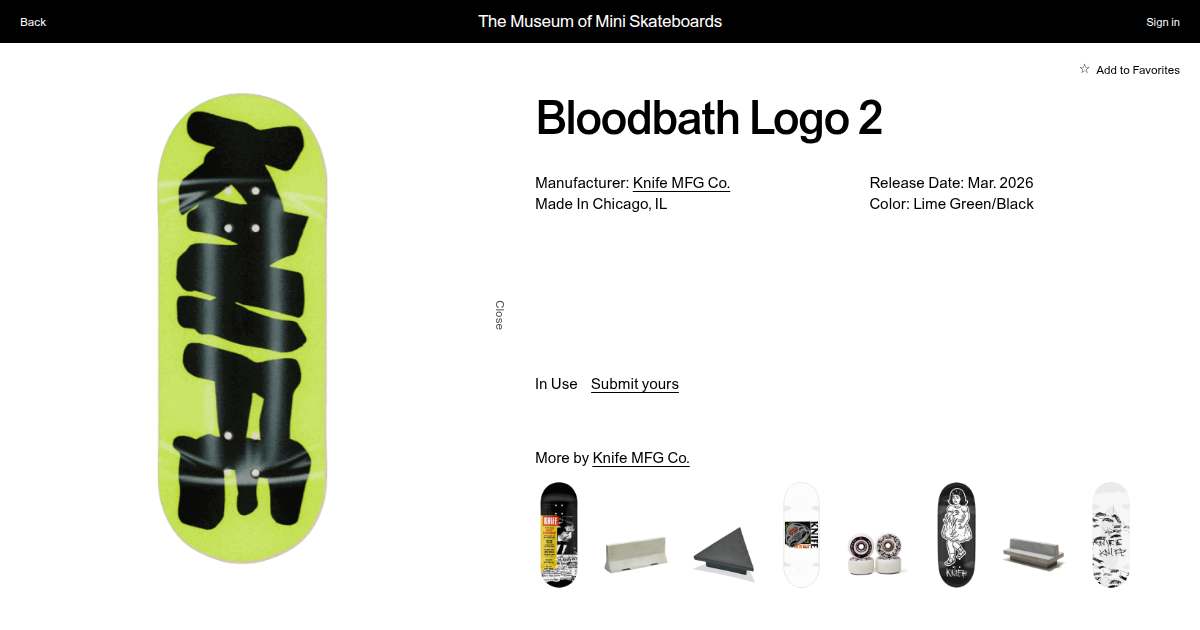 Back
The Museum of Mini Skateboards
Sign in
☆ Add to Favorites
Bloodbath Logo 2
Manufacturer: Knife MFG Co.
Made In Chicago, IL
Release Date: Mar. 2026
Color: Lime Green/Black
KNIFE
Close
In Use Submit yours
More by Knife MFG Co.
KNIFE
KNIFE
KNIFE
KNIFE